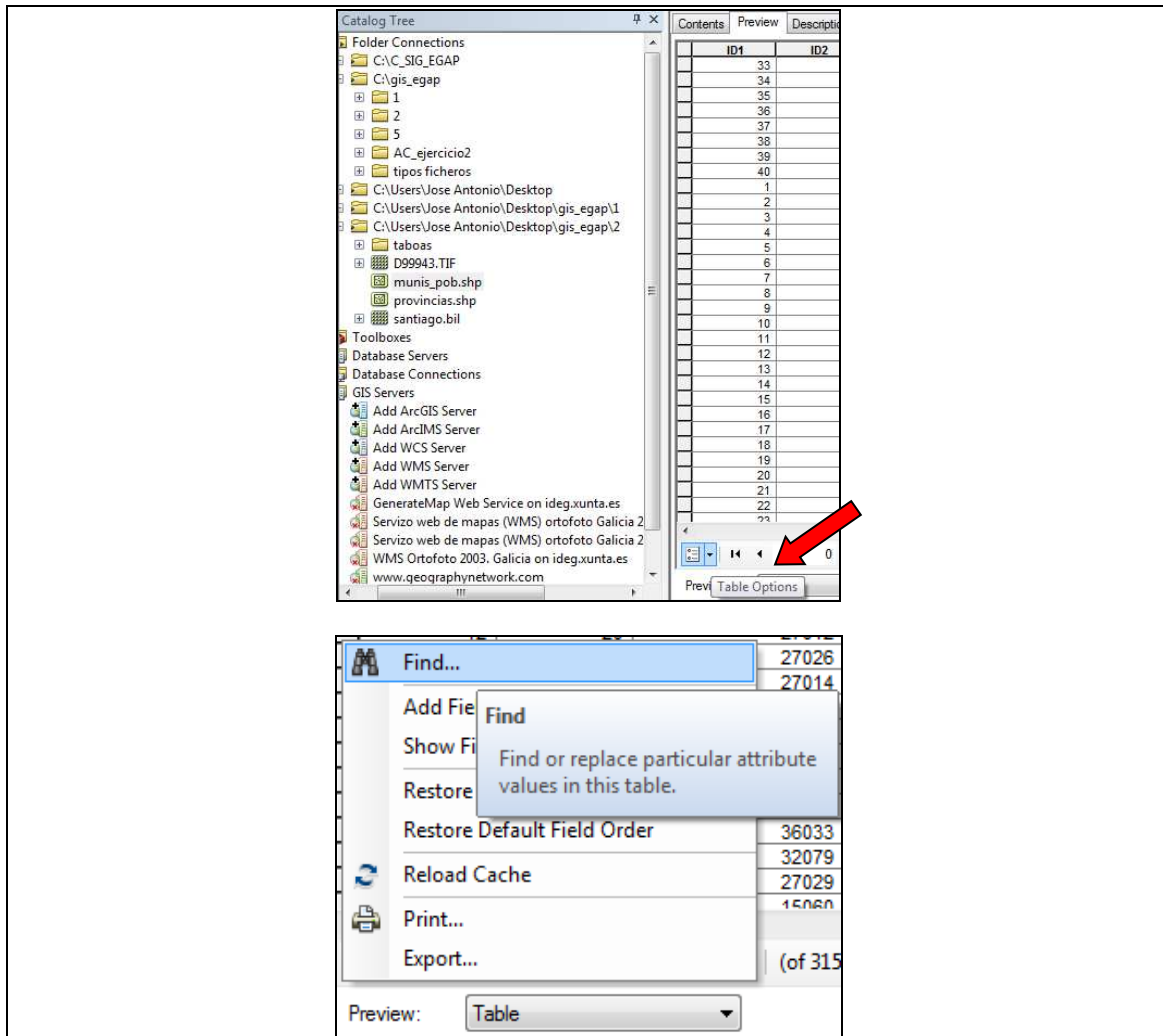 Catalog Tree
Folder Connections
C:\C_SIG_EGAP
C:\gis_egap
1
2
5
AC_ejercicio2
tipos ficheros
C:\Users\Jose Antonio\Desktop
C:\Users\Jose Antonio\Desktop\gis_egap\1
C:\Users\Jose Antonio\Desktop\gis_egap\2
taboas
D99943.TIF
munis_pob.shp
provincias.shp
santiago.bil
Toolboxes
Database Servers
Database Connections
GIS Servers
Add ArcGIS Server
Add ArcIMS Server
Add WCS Server
Add WMS Server
Add WMTS Server
GenerateMap Web Service on ideg.xunta.es
Servizo web de mapas (WMS) ortofoto Galicia 2
Servizo web de mapas (WMS) ortofoto Galicia 2
WMS Ortofoto 2003. Galicia on ideg.xunta.es
www.geographynetwork.com
Contents Preview Descriptio
ID1 ID2
33
34
35
36
37
38
39
40
1
2
3
4
5
6
7
8
9
10
11
12
13
14
15
16
17
18
19
20
21
22
23
0
Previ Table Options
Find... 27026
27014
Add Fie
Find
Show Fi
Find or replace particular attribute
values in this table.
Restore
Restore Default Field Order 36033
32079
Reload Cache 27029
15060
Print...
Export... (of 315
Preview: Table